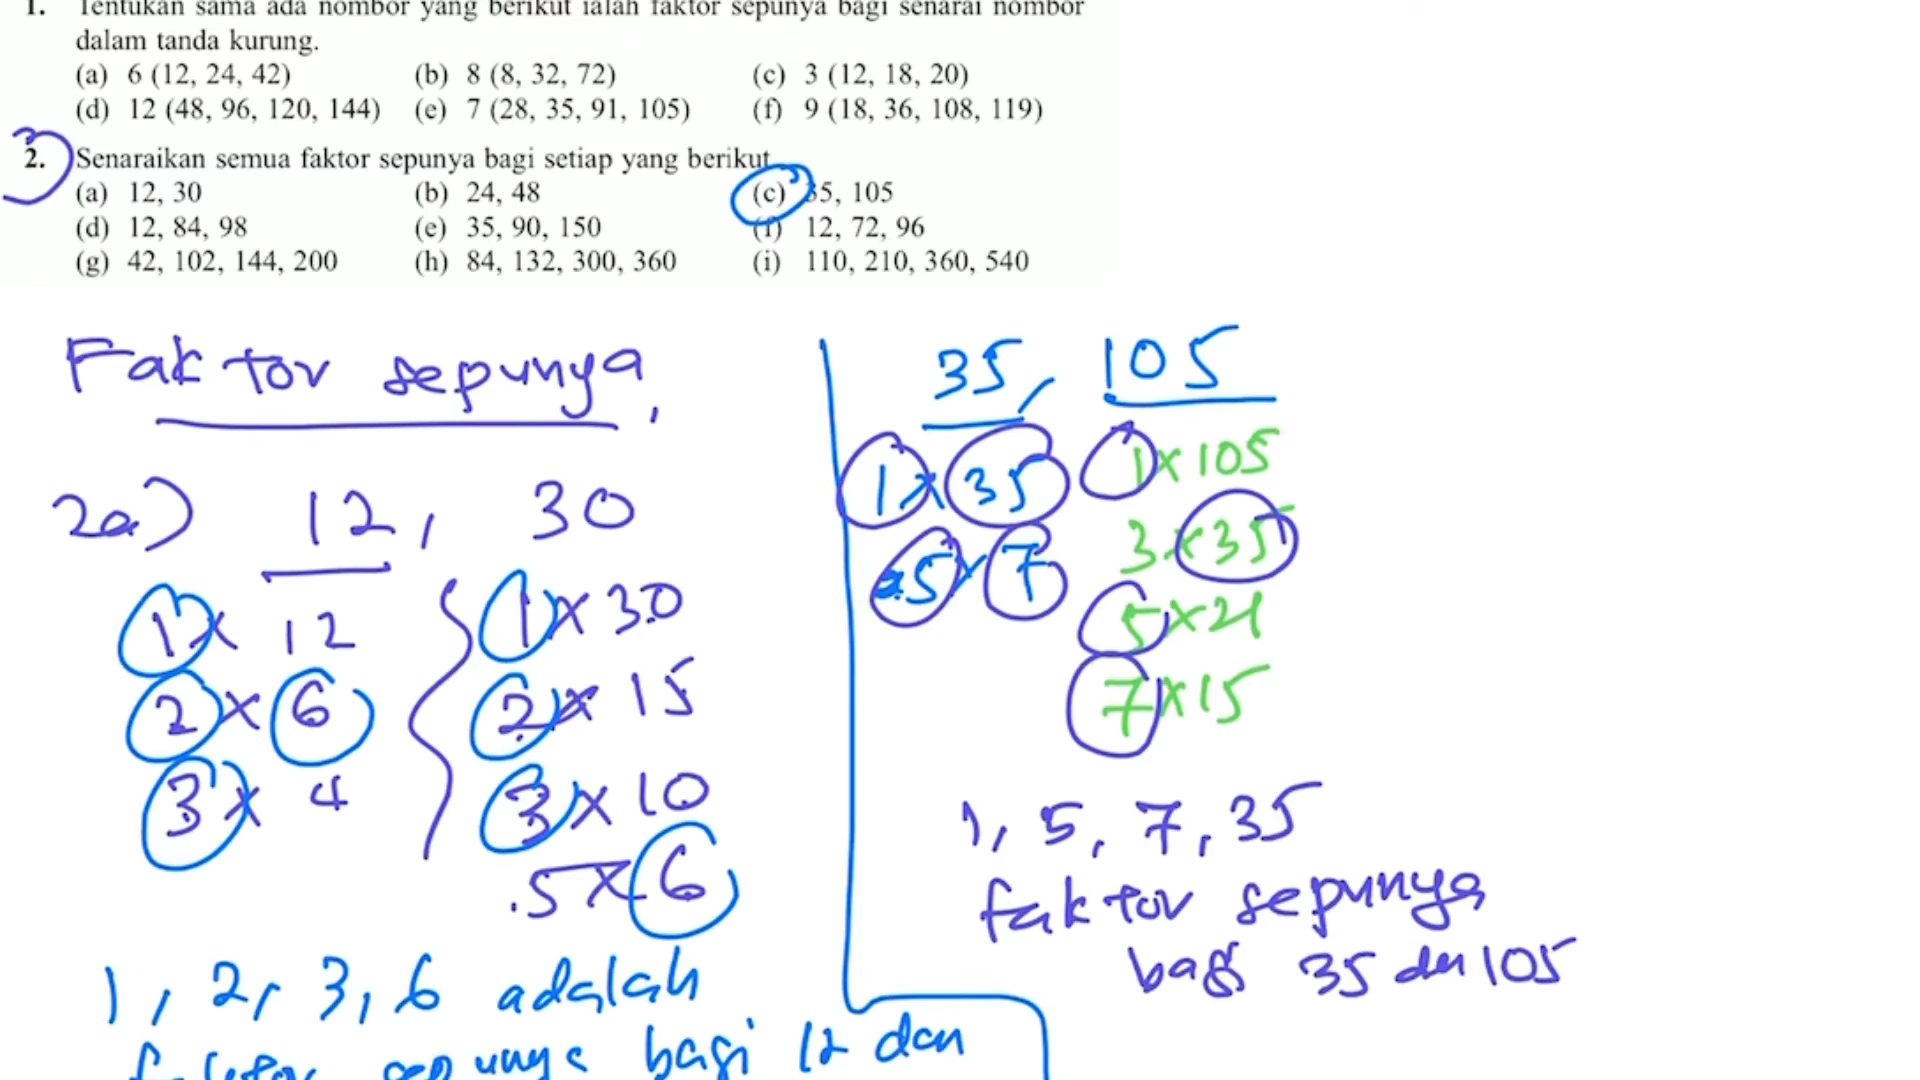 1. Tentukan sama ada nombor yang berikut ialah faktor sepunya bagi senarai nombor
dalam tanda kurung.
(a) 6 (12, 24, 42) (b) 8 (8, 32, 72) (c) 3 (12, 18, 20)
(d) 12 (48, 96, 120, 144) (e) 7 (28, 35, 91, 105) (f) 9 (18, 36, 108, 119)
2. Senaraikan semua faktor sepunya bagi setiap yang berikut.
(a) 12, 30 (b) 24, 48 (c) 35, 105
(d) 12, 84, 98 (e) 35, 90, 150 (f) 12, 72, 96
(g) 42, 102, 144, 200 (h) 84, 132, 300, 360 (i) 110, 210, 360, 540
Faktor sepunya,
2a) 12, 30
1 x 12 1 x 30
2 x 6 2 x 15
3 x 4 3 x 10
5 x 6
1, 2, 3, 6 adalah
faktor sepunya bagi 12 dan
35, 105
1 x 35 1 x 105
5 x 7 3 x 35
5 x 21
7 x 15
1, 5, 7, 35
faktor sepunya
bagi 35 dan 105